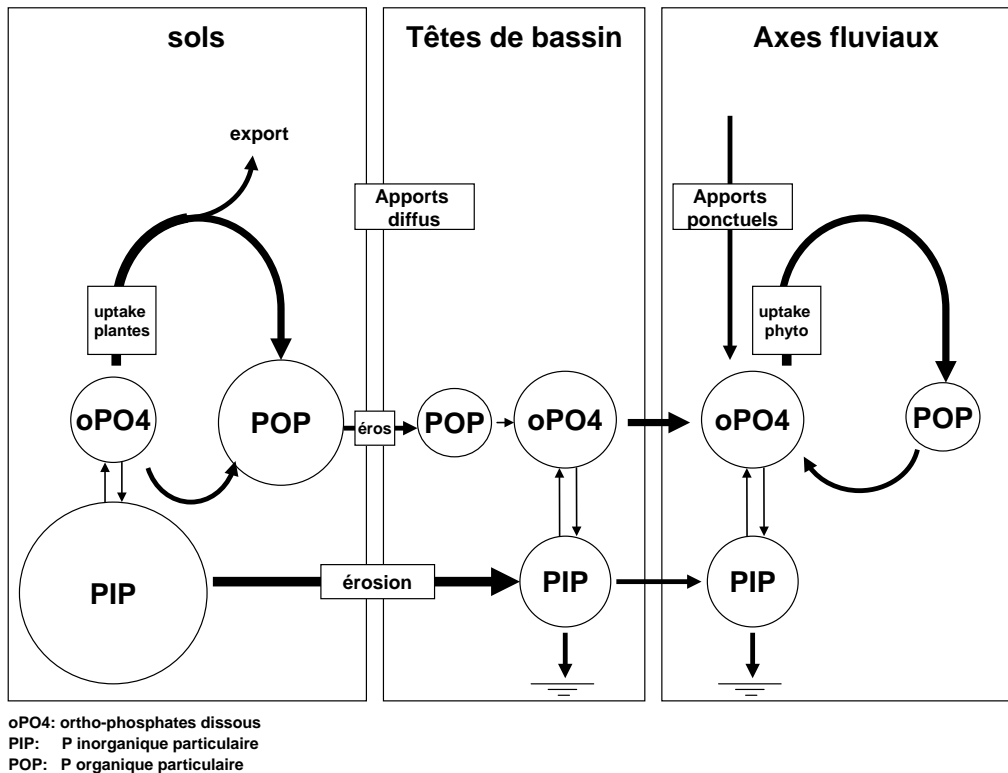 sols
Têtes de bassin
Axes fluviaux
export
Apports
diffus
Apports
ponctuels
uptake
plantes
uptake
phyto
oPO4
POP
éros
POP
oPO4
oPO4
POP
PIP
érosion
PIP
PIP
oPO4: ortho-phosphates dissous
PIP: P inorganique particulaire
POP: P organique particulaire